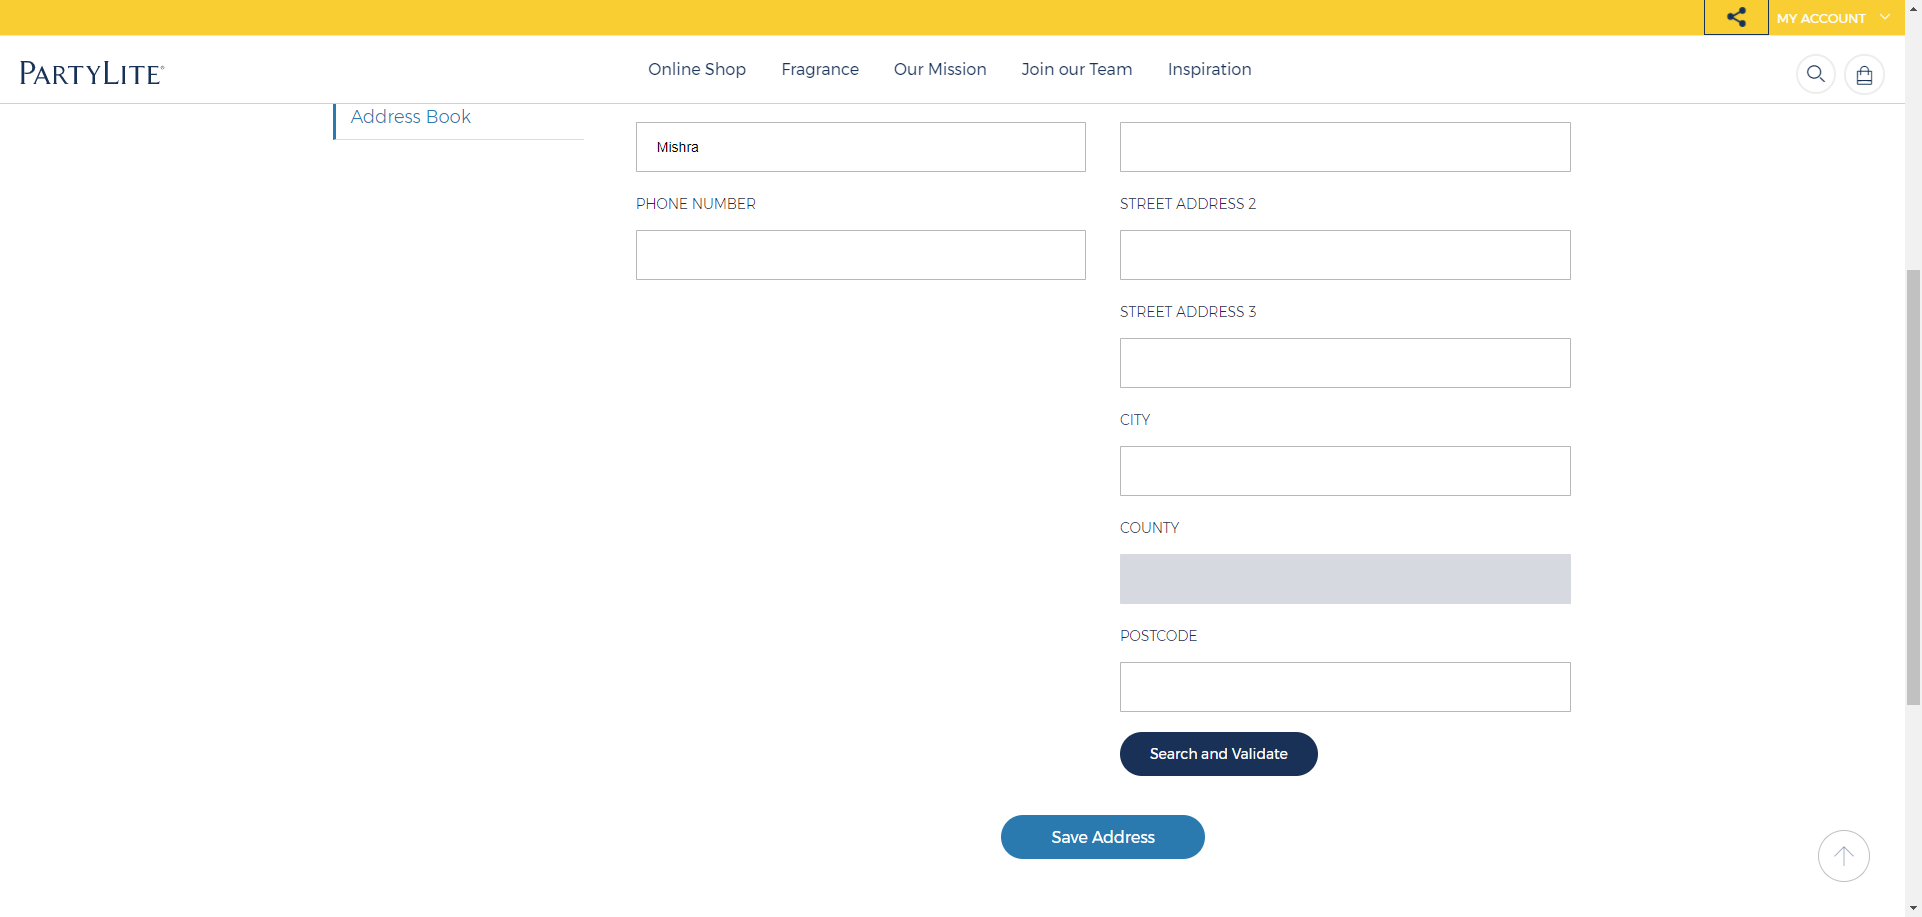 MY ACCOUNT
PARTYLITE®
Online Shop
Fragrance
Our Mission
Join our Team
Inspiration
Address Book
Mishra
PHONE NUMBER
STREET ADDRESS 2
STREET ADDRESS 3
CITY
COUNTY
POSTCODE
Search and Validate
Save Address